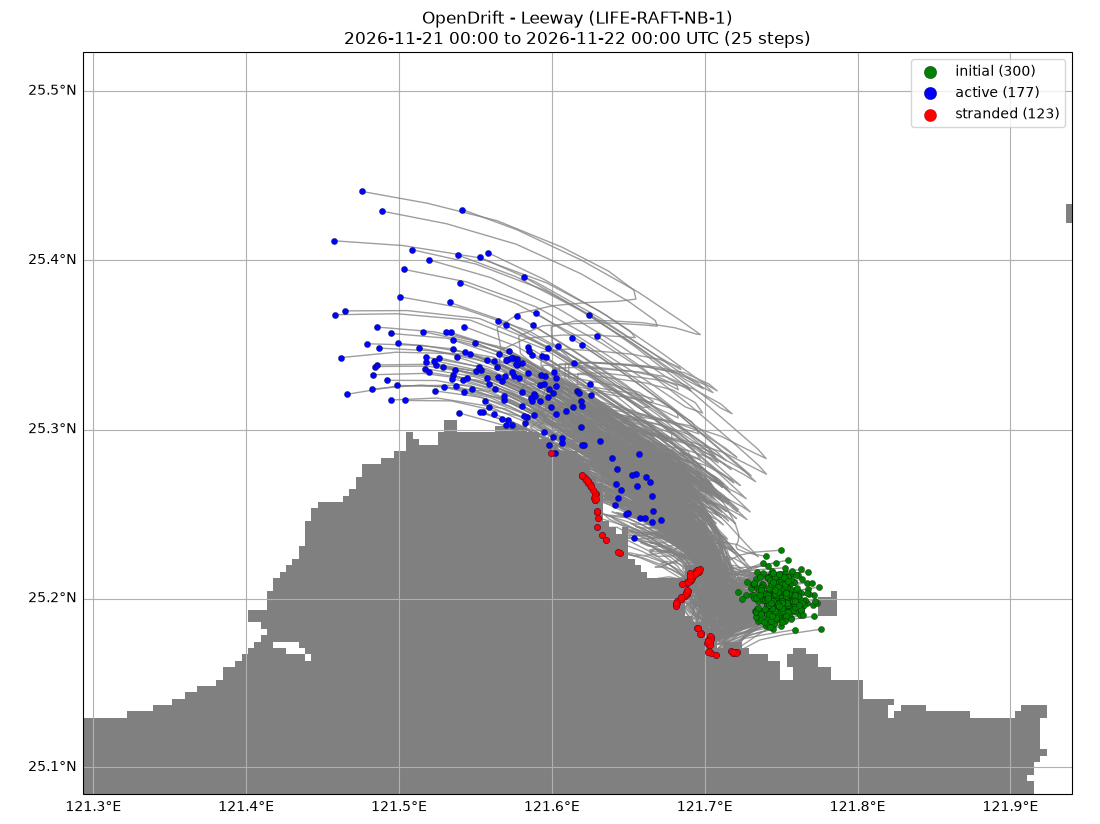 OpenDrift - Leeway (LIFE-RAFT-NB-1)
2026-11-21 00:00 to 2026-11-22 00:00 UTC (25 steps)
initial (300)
active (177)
stranded (123)
25.5°N
25.4°N
25.3°N
25.2°N
25.1°N
121.3°E 121.4°E 121.5°E 121.6°E 121.7°E 121.8°E 121.9°E